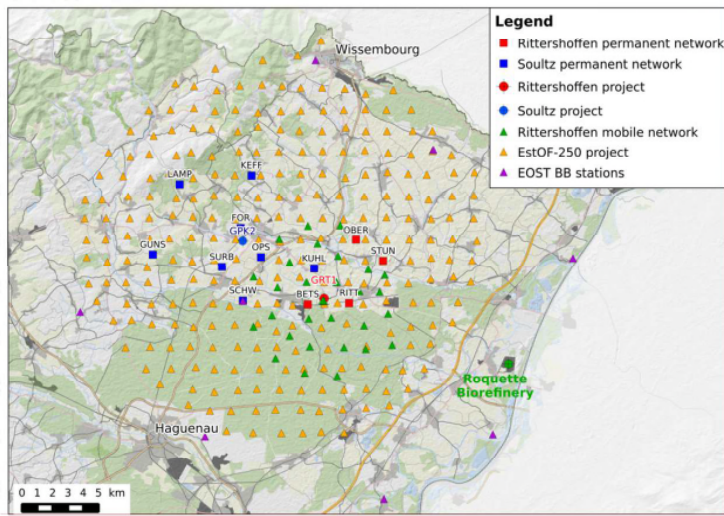 Wissembourg
Legend
Rittershoffen permanent network
Soultz permanent network
Rittershoffen project
Soultz project
Rittershoffen mobile network
EstOF-250 project
EOST BB stations
KEFF
LAMP
FOR
GPK2
OBER
GUNS
SURB
OPS
KUHL
STUN
GRT1
SCHW
BETS
RITT
Roquette
Biorefinery
Haguenau
0 1 2 3 4 5 km